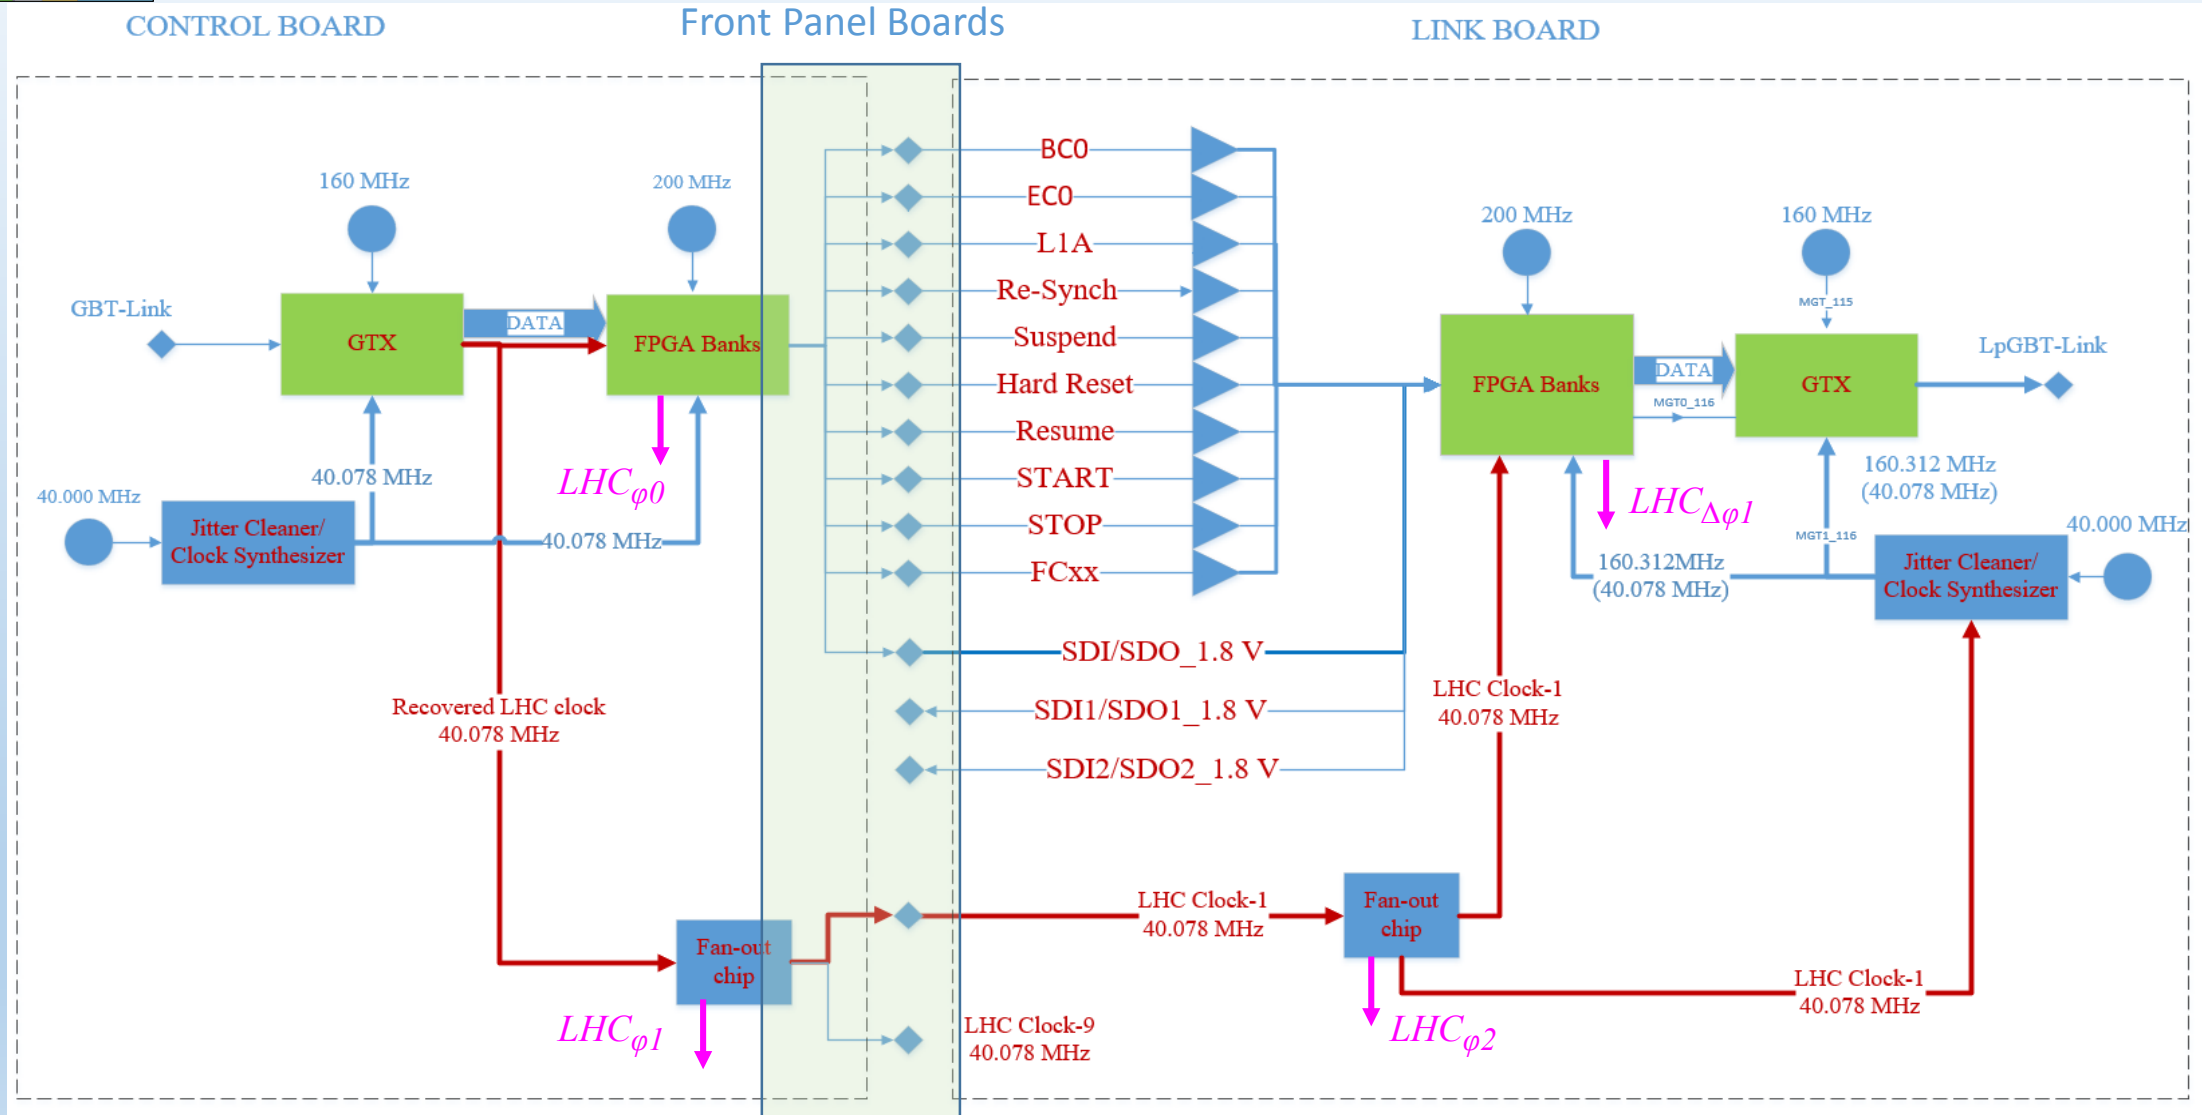 Front Panel Boards
CONTROL BOARD
LINK BOARD
160 MHz
200 MHz
GBT-Link
GTX
DATA
FPGA Banks
LHCφ0
40.078 MHz
40.000 MHz
Jitter Cleaner/
Clock Synthesizer
40.078 MHz
Recovered LHC clock
40.078 MHz
Fan-out
chip
LHCφ1
BC0
EC0
L1A
Re-Synch
Suspend
Hard Reset
Resume
START
STOP
FCxx
SDI/SDO_1.8 V
SDI1/SDO1_1.8 V
SDI2/SDO2_1.8 V
LHC Clock-1
40.078 MHz
LHC Clock-9
40.078 MHz
200 MHz
160 MHz
MGT_115
FPGA Banks
DATA
MGT0_116
GTX
LpGBT-Link
LHCΔφ1
160.312 MHz
(40.078 MHz)
MGT1_116
40.000 MHz
160.312MHz
(40.078 MHz)
Jitter Cleaner/
Clock Synthesizer
LHC Clock-1
40.078 MHz
Fan-out
chip
LHCφ2
LHC Clock-1
40.078 MHz